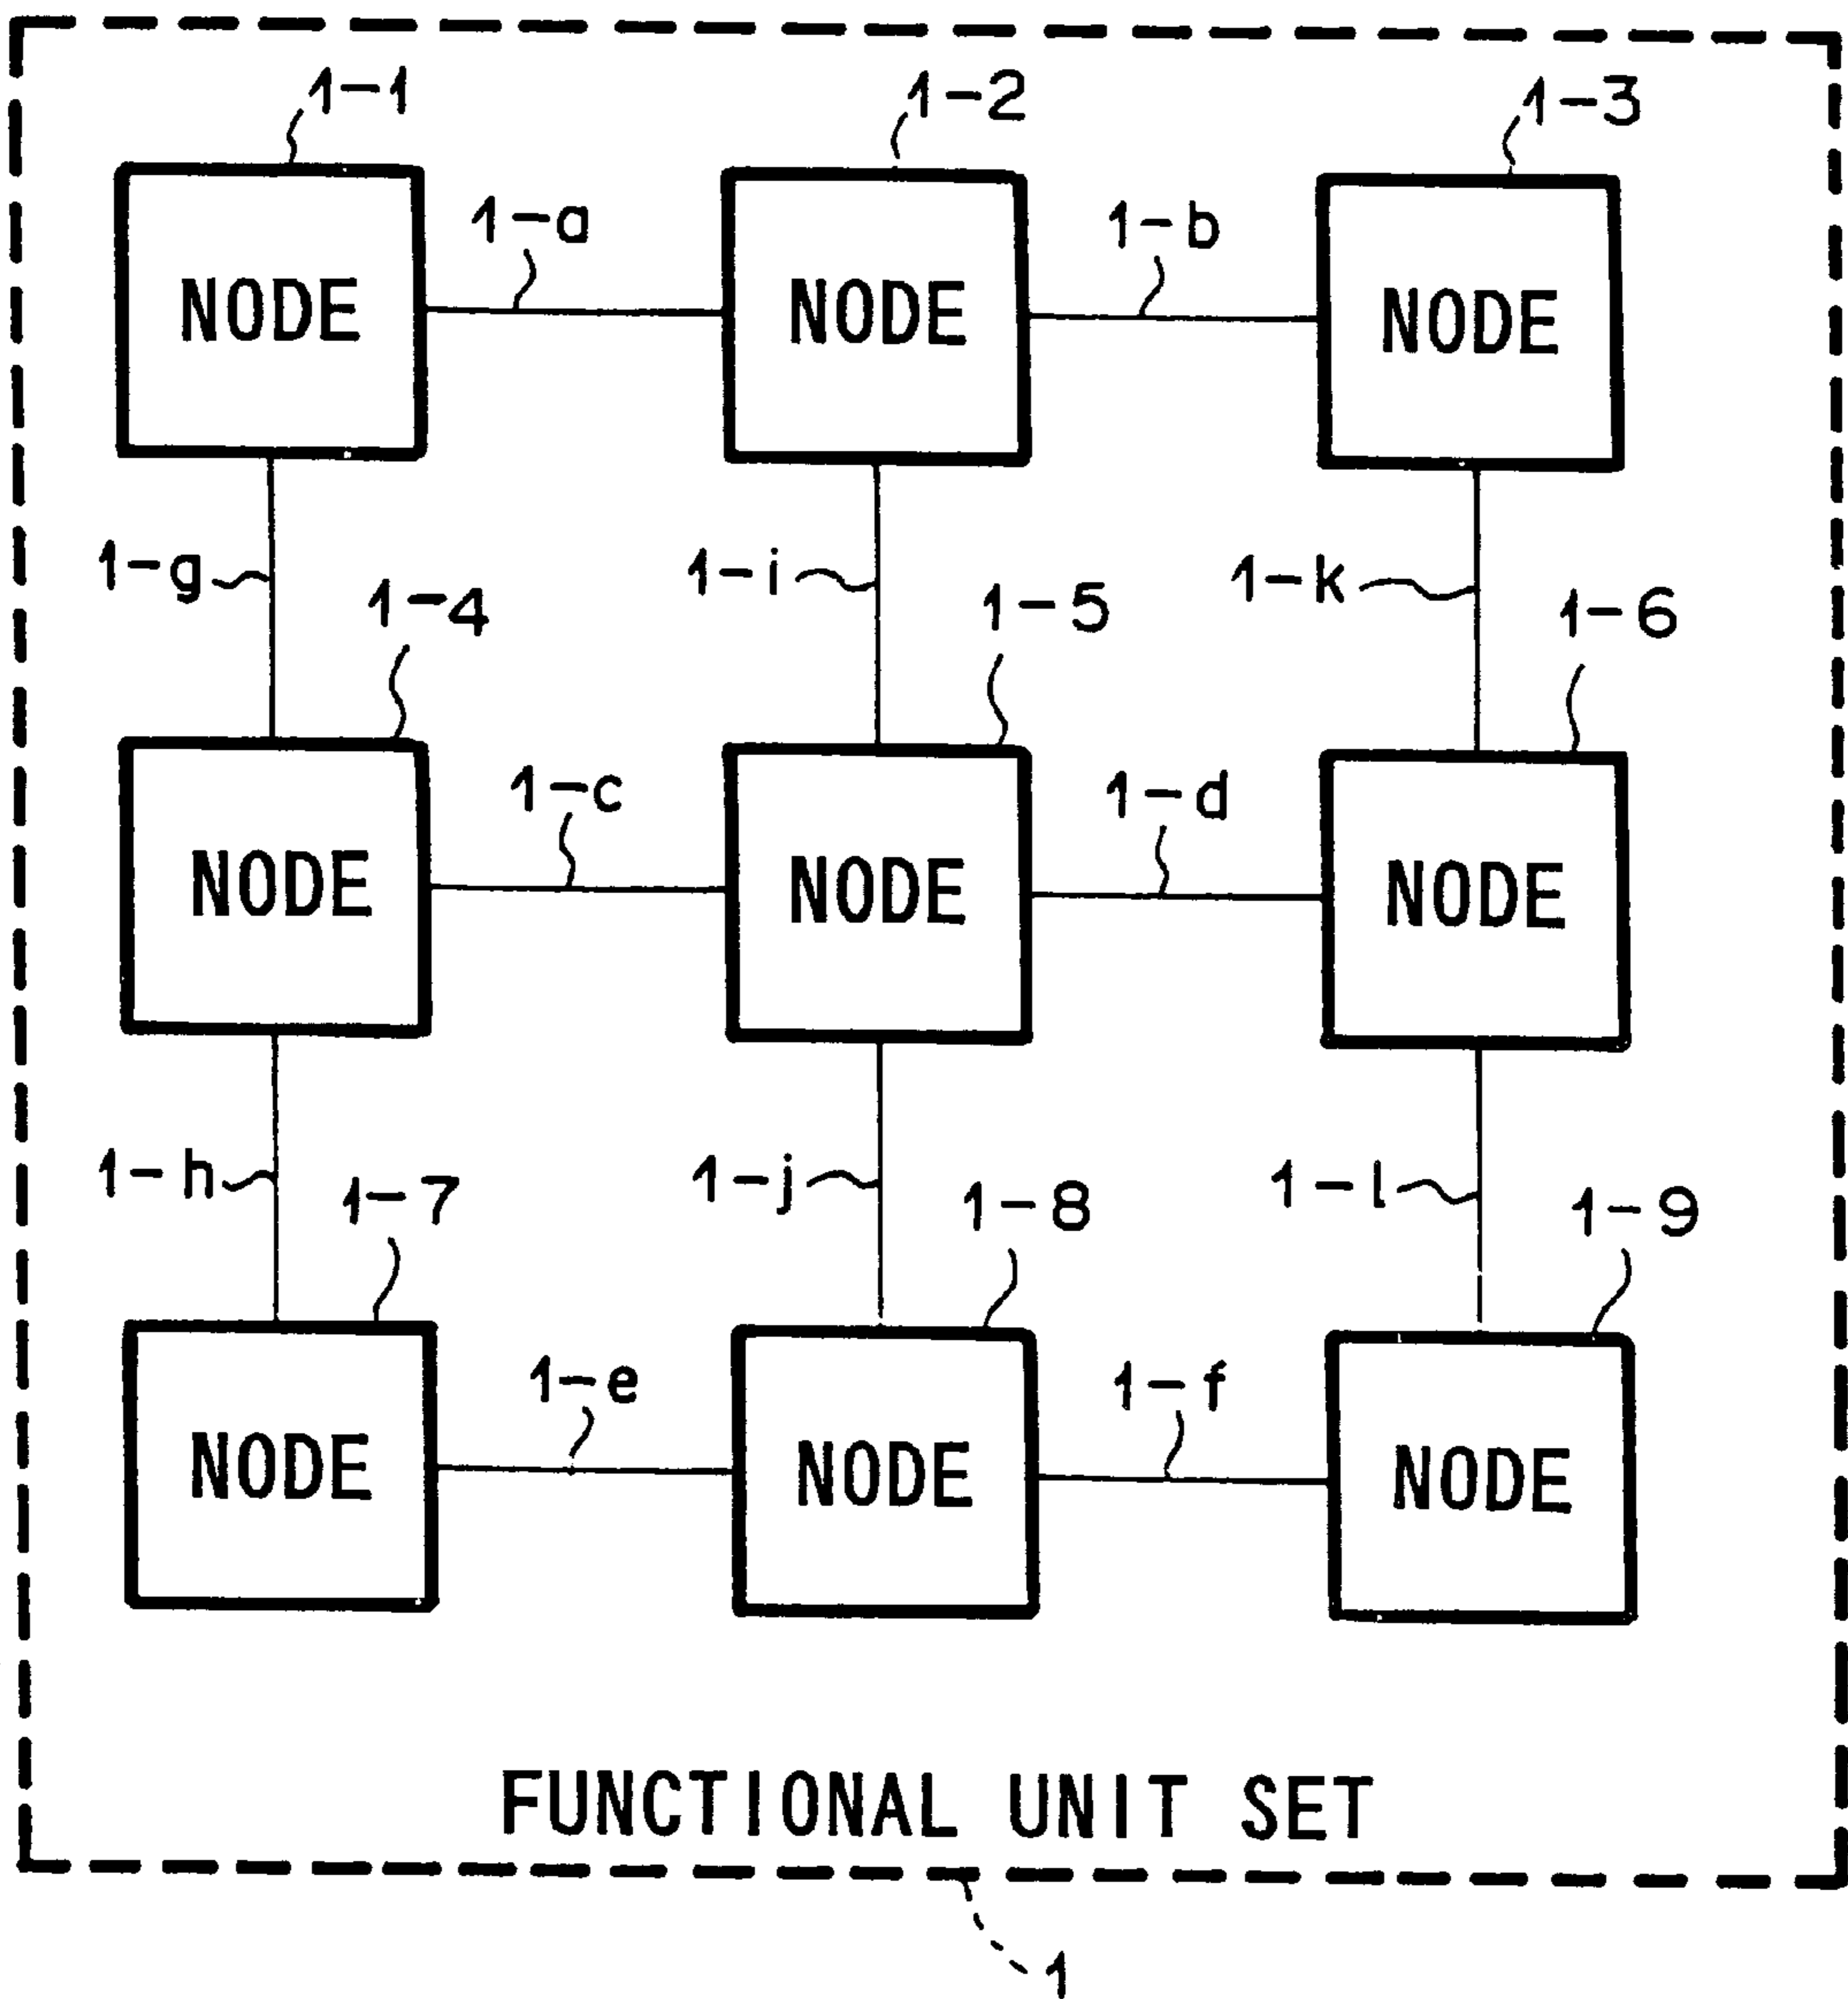 1-1
1-2
1-3
1-a
1-b
NODE
NODE
NODE
1-g
1-i
1-k
1-4
1-5
1-6
1-c
1-d
NODE
NODE
NODE
1-h
1-j
1-l
1-7
1-8
1-9
1-e
1-f
NODE
NODE
NODE
FUNCTIONAL UNIT SET
1